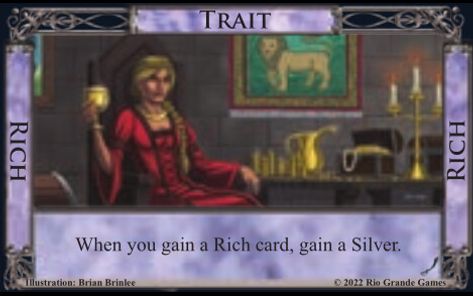 TRAIT
RICH
RICH
When you gain a Rich card, gain a Silver.
Illustration: Brian Brinlee
© 2022 Rio Grande Games